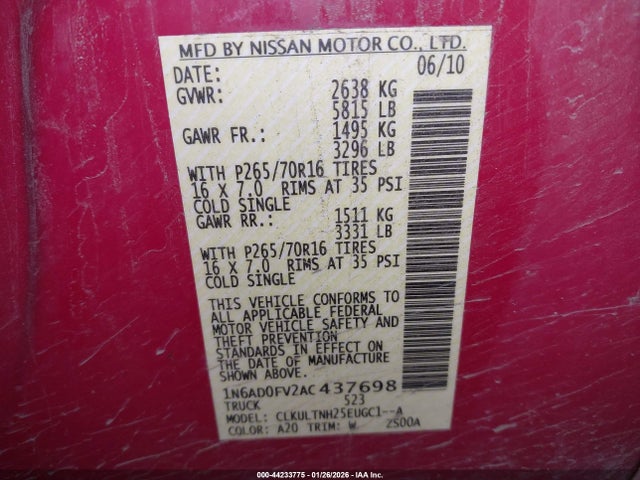 MFD BY NISSAN MOTOR CO., LTD.
DATE: 06/10
GVWR: 2638 KG
5815 LB
GAWR FR.: 1495 KG
3296 LB
WITH P265/70R16 TIRES
16 X 7.0 RIMS AT 35 PSI
COLD SINGLE
GAWR RR.: 1511 KG
3331 LB
WITH P265/70R16 TIRES
16 X 7.0 RIMS AT 35 PSI
COLD SINGLE
THIS VEHICLE CONFORMS TO
ALL APPLICABLE FEDERAL
MOTOR VEHICLE SAFETY AND
THEFT PREVENTION
STANDARDS IN EFFECT ON
THE DATE OF MANUFACTURE
SHOWN ABOVE.
1N6AD0FV2AC437698
TRUCK 523
MODEL: CLKULTNH25EUGC1--A
COLOR: A20 TRIM: W 2S00A
000-44233775 - 01/26/2026 - IAA Inc.